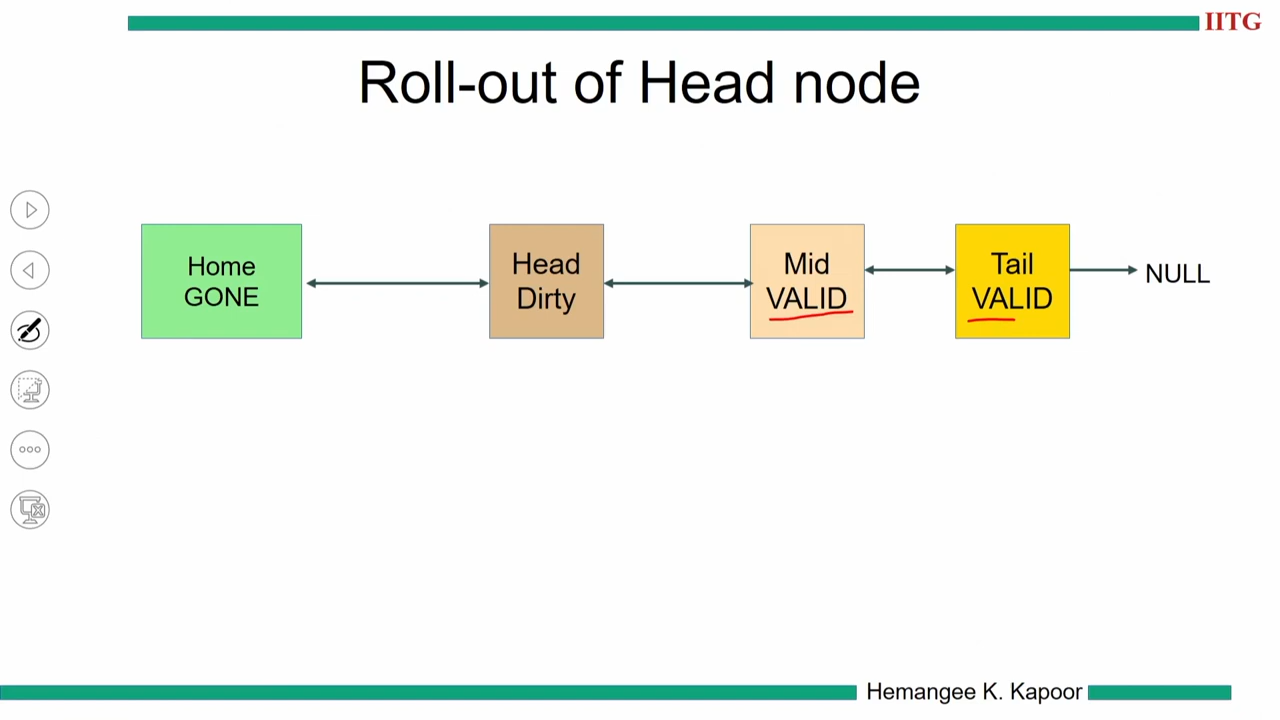 IITG
Roll-out of Head node
Home
GONE
Head
Dirty
Mid
VALID
Tail
VALID
NULL
Hemangee K. Kapoor